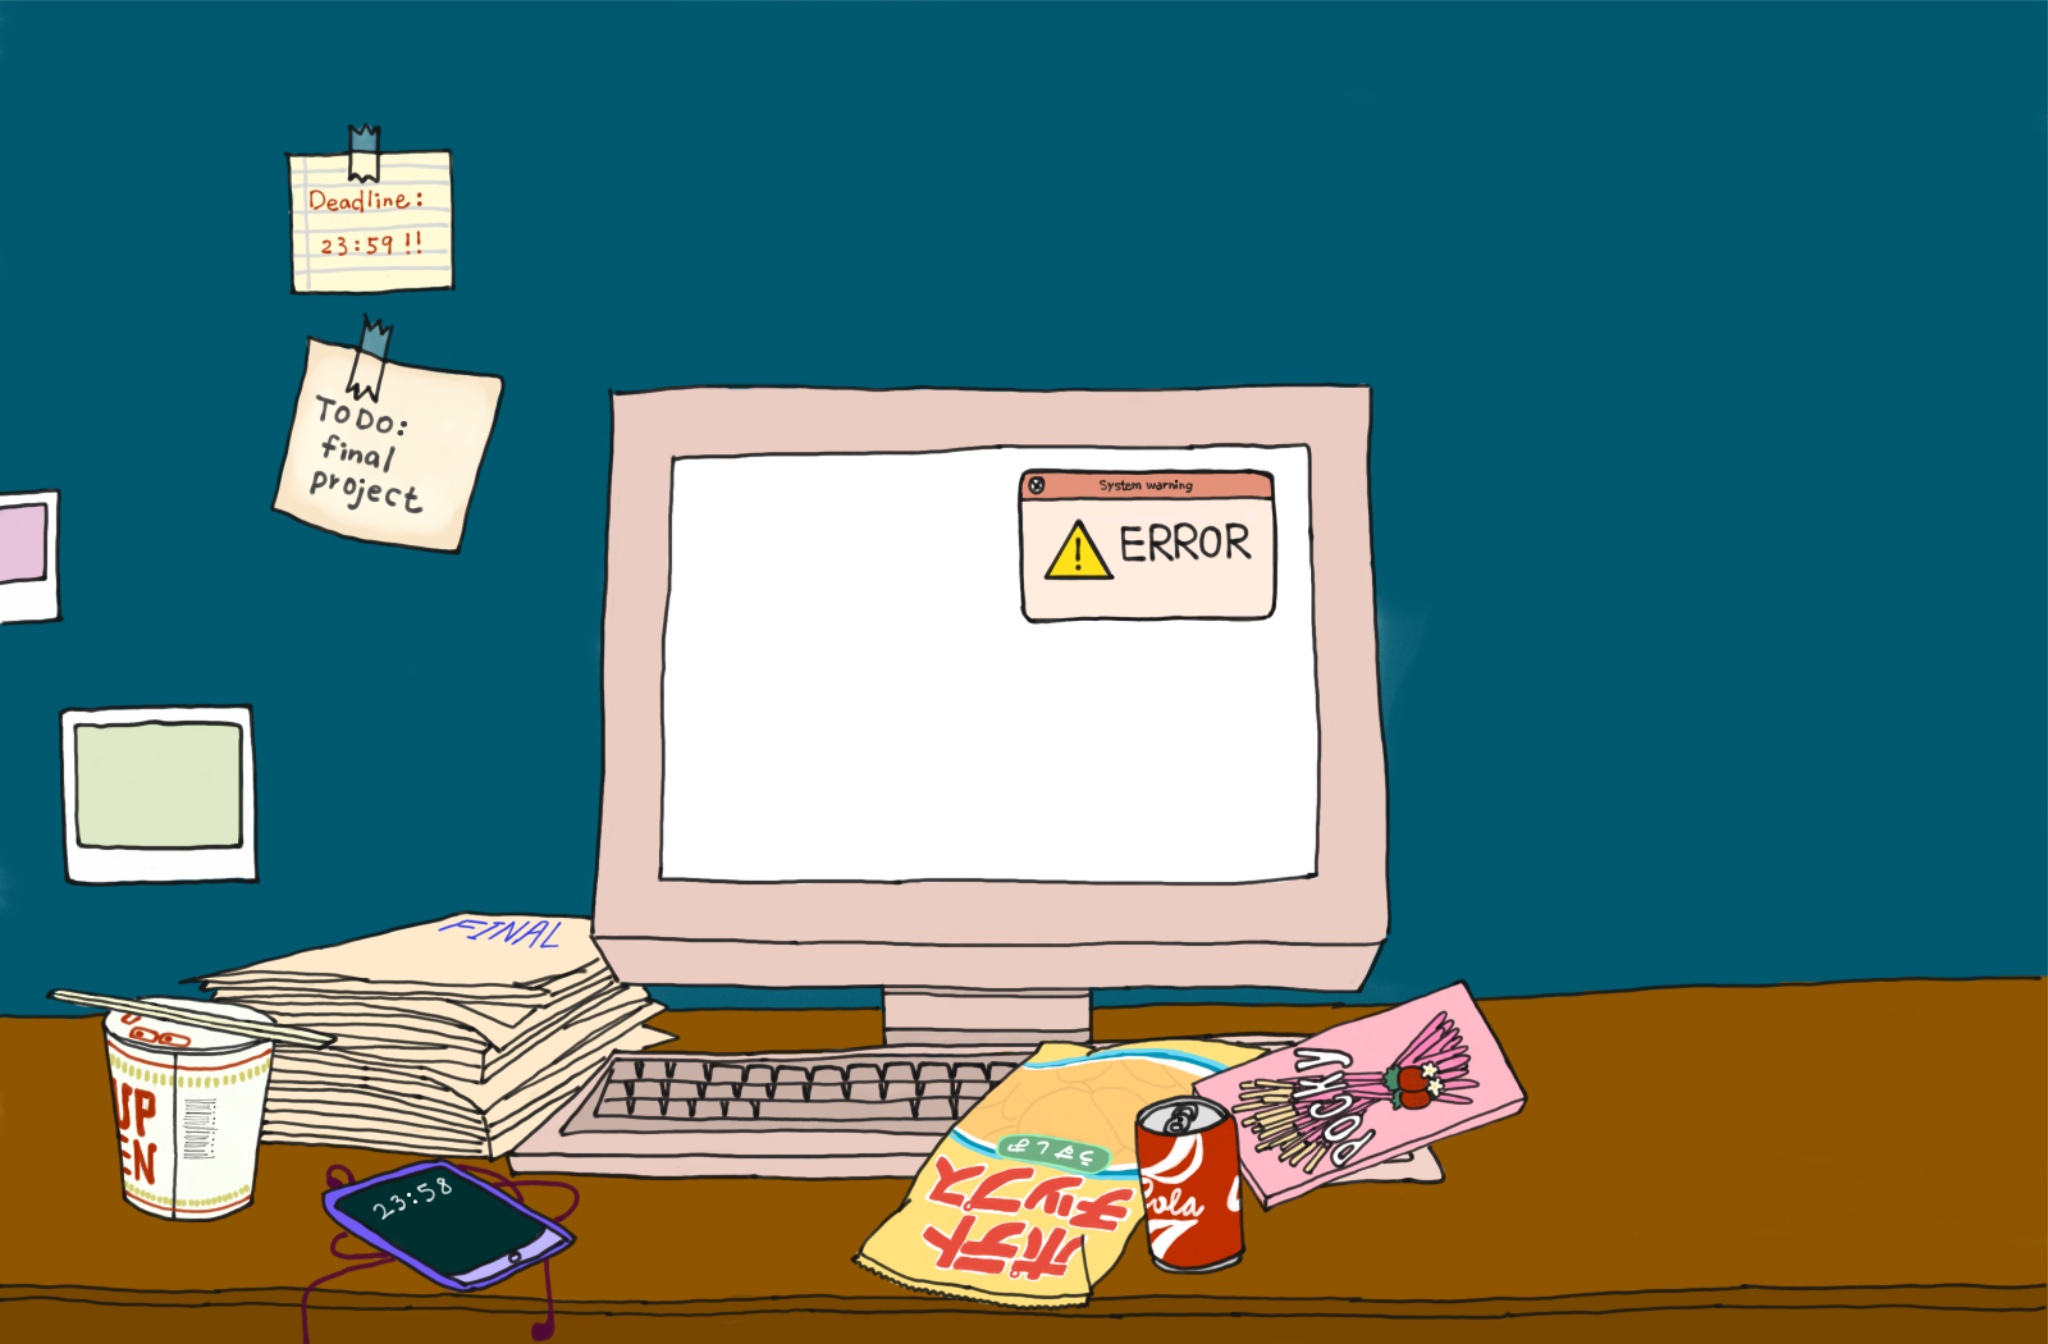 Deadline:
23:59!!
TODO:
final
project
System warning
ERROR
FINAL
UP
EN
23:58
うすしお
ポテト
チップス
Cola
POCKY